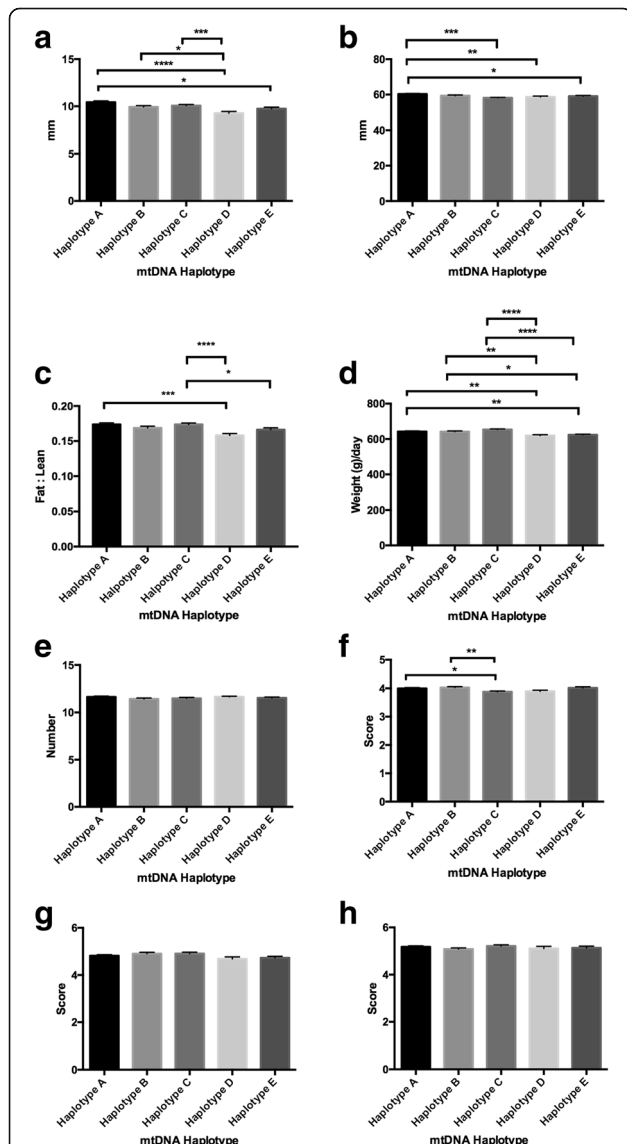 a
***
*
****
*
15
10
5
0
mm
Haplotype A
Haplotype B
Haplotype C
Haplotype D
Haplotype E
mtDNA Haplotype
b
***
**
*
80
60
40
20
0
mm
Haplotype A
Haplotype B
Haplotype C
Haplotype D
Haplotype E
mtDNA Haplotype
c
****
*
***
0.20
0.15
0.10
0.05
0.00
Fat : Lean
Haplotype A
Halpotype B
Halpotype C
Haplotype D
Haplotype E
mtDNA Haplotype
d
****
****
**
*
**
**
800
600
400
200
0
Weight (g)/day
Haplotype A
Haplotype B
Haplotype C
Haplotype D
Haplotype E
mtDNA Haplotype
e
15
10
5
0
Number
Haplotype A
Haplotype B
Haplotype C
Haplotype D
Haplotype E
mtDNA Haplotype
f
**
*
5
4
3
2
1
0
Score
Haplotype A
Haplotype B
Haplotype C
Haplotype D
Haplotype E
mtDNA Haplotype
g
6
4
2
0
Score
Haplotype A
Haplotype B
Haplotype C
Haplotype D
Haplotype E
mtDNA Haplotype
h
6
4
2
0
Score
Haplotype A
Haplotype B
Haplotype C
Haplotype D
Haplotype E
mtDNA Haplotype